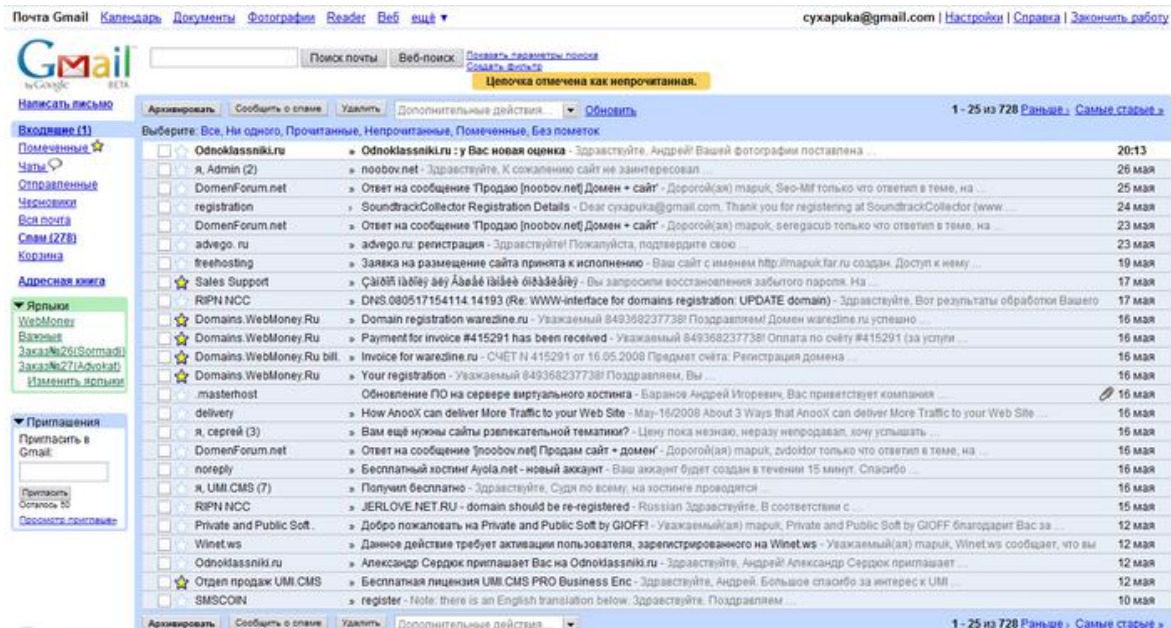 Почта Gmail Календарь Документы Фотографии Reader Веб ещё ▼ cyxapuka@gmail.com | Настройки | Справка | Закончить работу
Gmail by Google BETA
Поиск почты Веб-поиск Показать параметры поиска
Создать фильтр
Цепочка отмечена как непрочитанная.
Написать письмо
Входящие (1)
Помеченные
Чаты
Отправленные
Черновики
Вся почта
Спам (278)
Корзина
Адресная книга
▼ Ярлыки
WebMoney
Важные
Заказ№26(Sormadi)
Заказ№27(Advokat)
Изменить ярлыки
▼ Приглашения
Пригласить в
Gmail:
Пригласить
Осталось 50
Просмотр приглаше»
Архивировать Сообщить о спаме Удалить Дополнительные действия... Обновить 1 - 25 из 728 Раньше › Самые старые »
Выберите: Все, Ни одного, Прочитанные, Непрочитанные, Помеченные, Без пометок
Odnoklassniki.ru » Odnoklassniki.ru : у Вас новая оценка - Здравствуйте, Андрей! Вашей фотографии поставлена ... 20:13
я, Admin (2) » noobov.net - Здравствуйте, К сожалению сайт не заинтересовал ... 26 мая
DomenForum.net » Ответ на сообщение 'Продаю [noobov.net] Домен + сайт' - Дорогой(ая) mapuk, Seo-Mif только что ответил в теме, на ... 25 мая
registration › SoundtrackCollector Registration Details - Dear cyxapuka@gmail.com, Thank you for registering at SoundtrackCollector (www. ... 24 мая
DomenForum.net » Ответ на сообщение 'Продаю [noobov.net] Домен + сайт' - Дорогой(ая) mapuk, seregacub только что ответил в теме, на ... 23 мая
advego. ru » advego.ru: регистрация - Здравствуйте! Пожалуйста, подтвердите свою ... 23 мая
freehosting » Заявка на размещение сайта принята к исполнению - Ваш сайт с именем http://mapuk.far.ru создан. Доступ к нему ... 19 мая
Sales Support » - Вы запросили восстановления забытого пароля. На ... 17 мая
RIPN NCC » DNS.080517154114.14193 (Re: WWW-interface for domains registration: UPDATE domain) - Здравствуйте, Вот результаты обработки Вашего 17 мая
Domains.WebMoney.Ru » Domain registration warezline.ru - Уважаемый 849368237738! Поздравляем! Домен warezline.ru успешно ... 16 мая
Domains.WebMoney.Ru » Payment for invoice #415291 has been received - Уважаемый 849368237738! Оплата по счёту #415291 (за услуги ... 16 мая
Domains.WebMoney.Ru bill. » Invoice for warezline.ru - СЧЁТ N 415291 от 16.05.2008 Предмет счёта: Регистрация домена ... 16 мая
Domains.WebMoney.Ru » Your registration - Уважаемый 849368237738! Поздравляем, Вы ... 16 мая
.masterhost Обновление ПО на сервере виртуального хостинга - Баранов Андрей Игоревич, Вас приветствует компания ... 16 мая
delivery » How AnooX can deliver More Traffic to your Web Site - May-16/2008 About 3 Ways that AnooX can deliver More Traffic to your Web Site ... 16 мая
я, сергей (3) » Вам ещё нужны сайты рзвлекательной тематики? - Цену пока незнаю, неразу непродавал, хочу услышать ... 16 мая
DomenForum.net » Ответ на сообщение '[noobov.net] Продам сайт + домен' - Дорогой(ая) mapuk, zvdoktor только что ответил в теме, на ... 16 мая
noreply » Бесплатный хостинг Ayola.net - новый аккаунт - Ваш аккаунт будет создан в течении 15 минут. Спасибо ... 16 мая
я, UMI.CMS (7) » Получил бесплатно - Здравствуйте, Судя по всему, на хостинге проводятся ... 16 мая
RIPN NCC » JERLOVE.NET.RU - domain should be re-registered - Russian Здравствуйте, В соответствии с ... 15 мая
Private and Public Soft . » Добро пожаловать на Private and Public Soft by GIOFF! - Уважаемый(ая) mapuk, Private and Public Soft by GIOFF благодарит Вас за ... 12 мая
Winet.ws » Данное действие требует активации пользователя, зарегистрированного на Winet.ws - Уважаемый(ая) mapuk, Winet.ws сообщает, что вы 12 мая
Odnoklassniki.ru » Александр Сердюк приглашает Вас на Odnoklassniki.ru - Здравствуйте, Андрей! Александр Сердюк приглашает ... 12 мая
Отдел продаж UMI.CMS » Бесплатная лицензия UMI.CMS PRO Business Enc - Здравствуйте, Андрей. Большое спасибо за интерес к UMI ... 12 мая
SMSCOIN » register - Note: there is an English translation below. Здравствуйте. Поздравляем ... 10 мая
Архивировать Сообщить о спаме Удалить Дополнительные действия... 1 - 25 из 728 Раньше › Самые старые »